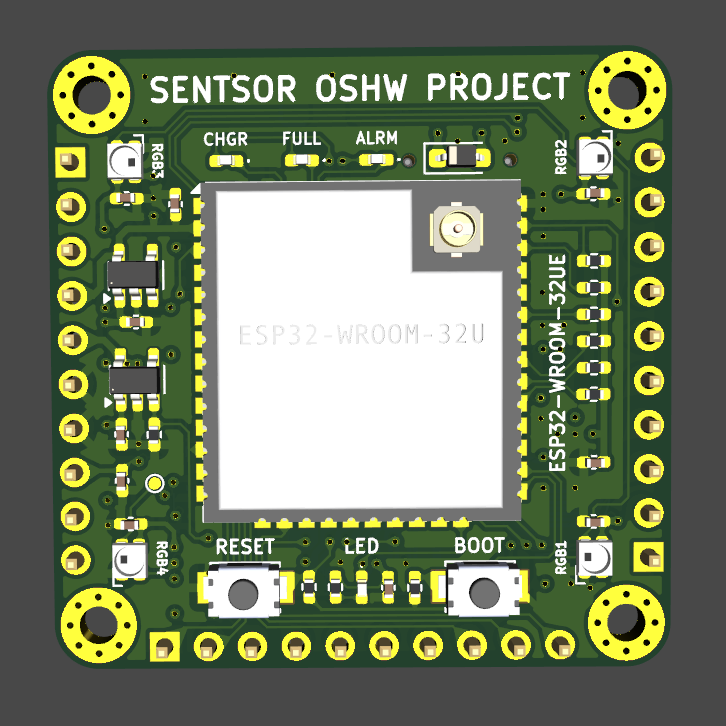 SENTSOR OSHW PROJECT
CHGR FULL ALRM
RGB3
RGB2
ESP32-WROOM-32U
ESP32-WROOM-32UE
RESET LED BOOT
RGB4
RGB1